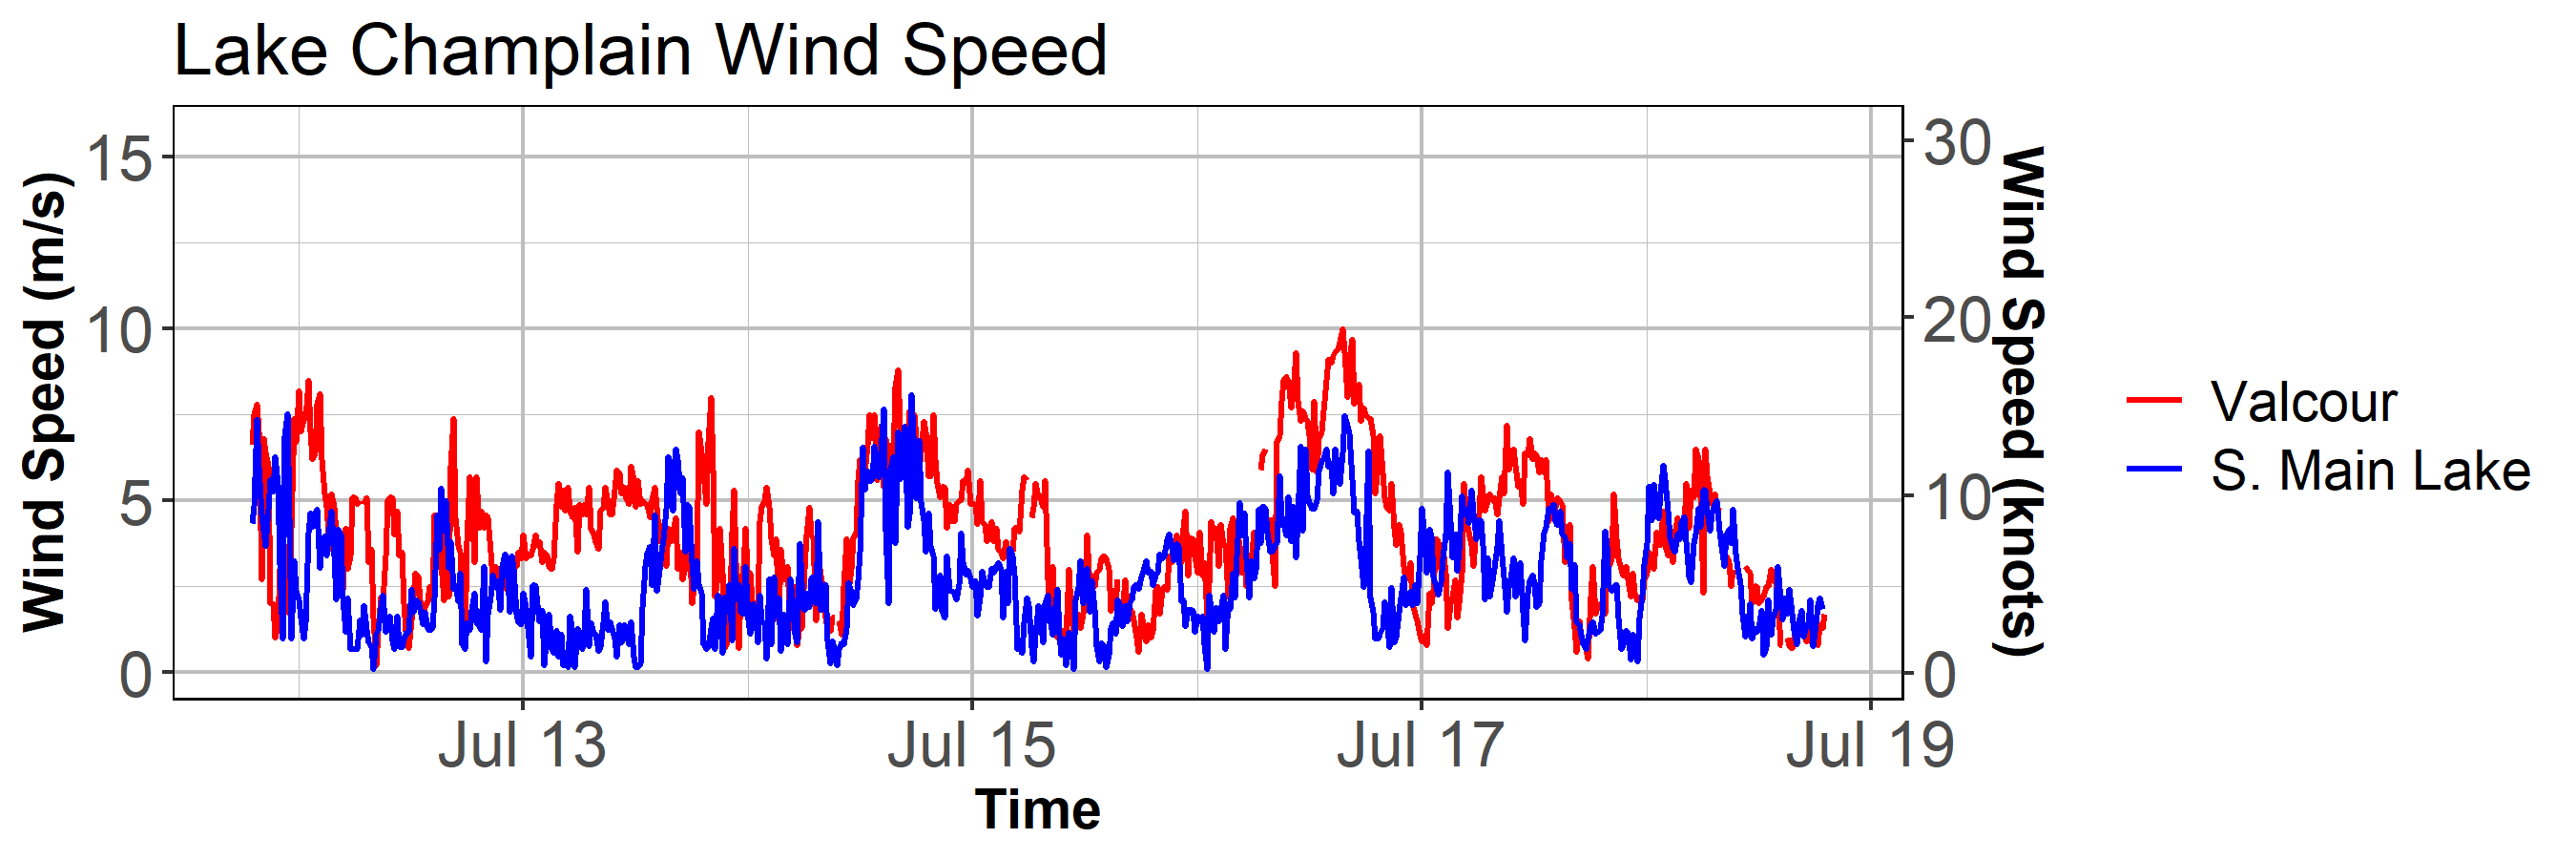 Lake Champlain Wind Speed
Wind Speed (m/s)
15
10
5
0
30
20
10
0
Wind Speed (knots)
Jul 13
Jul 15
Jul 17
Jul 19
Time
Valcour
S. Main Lake